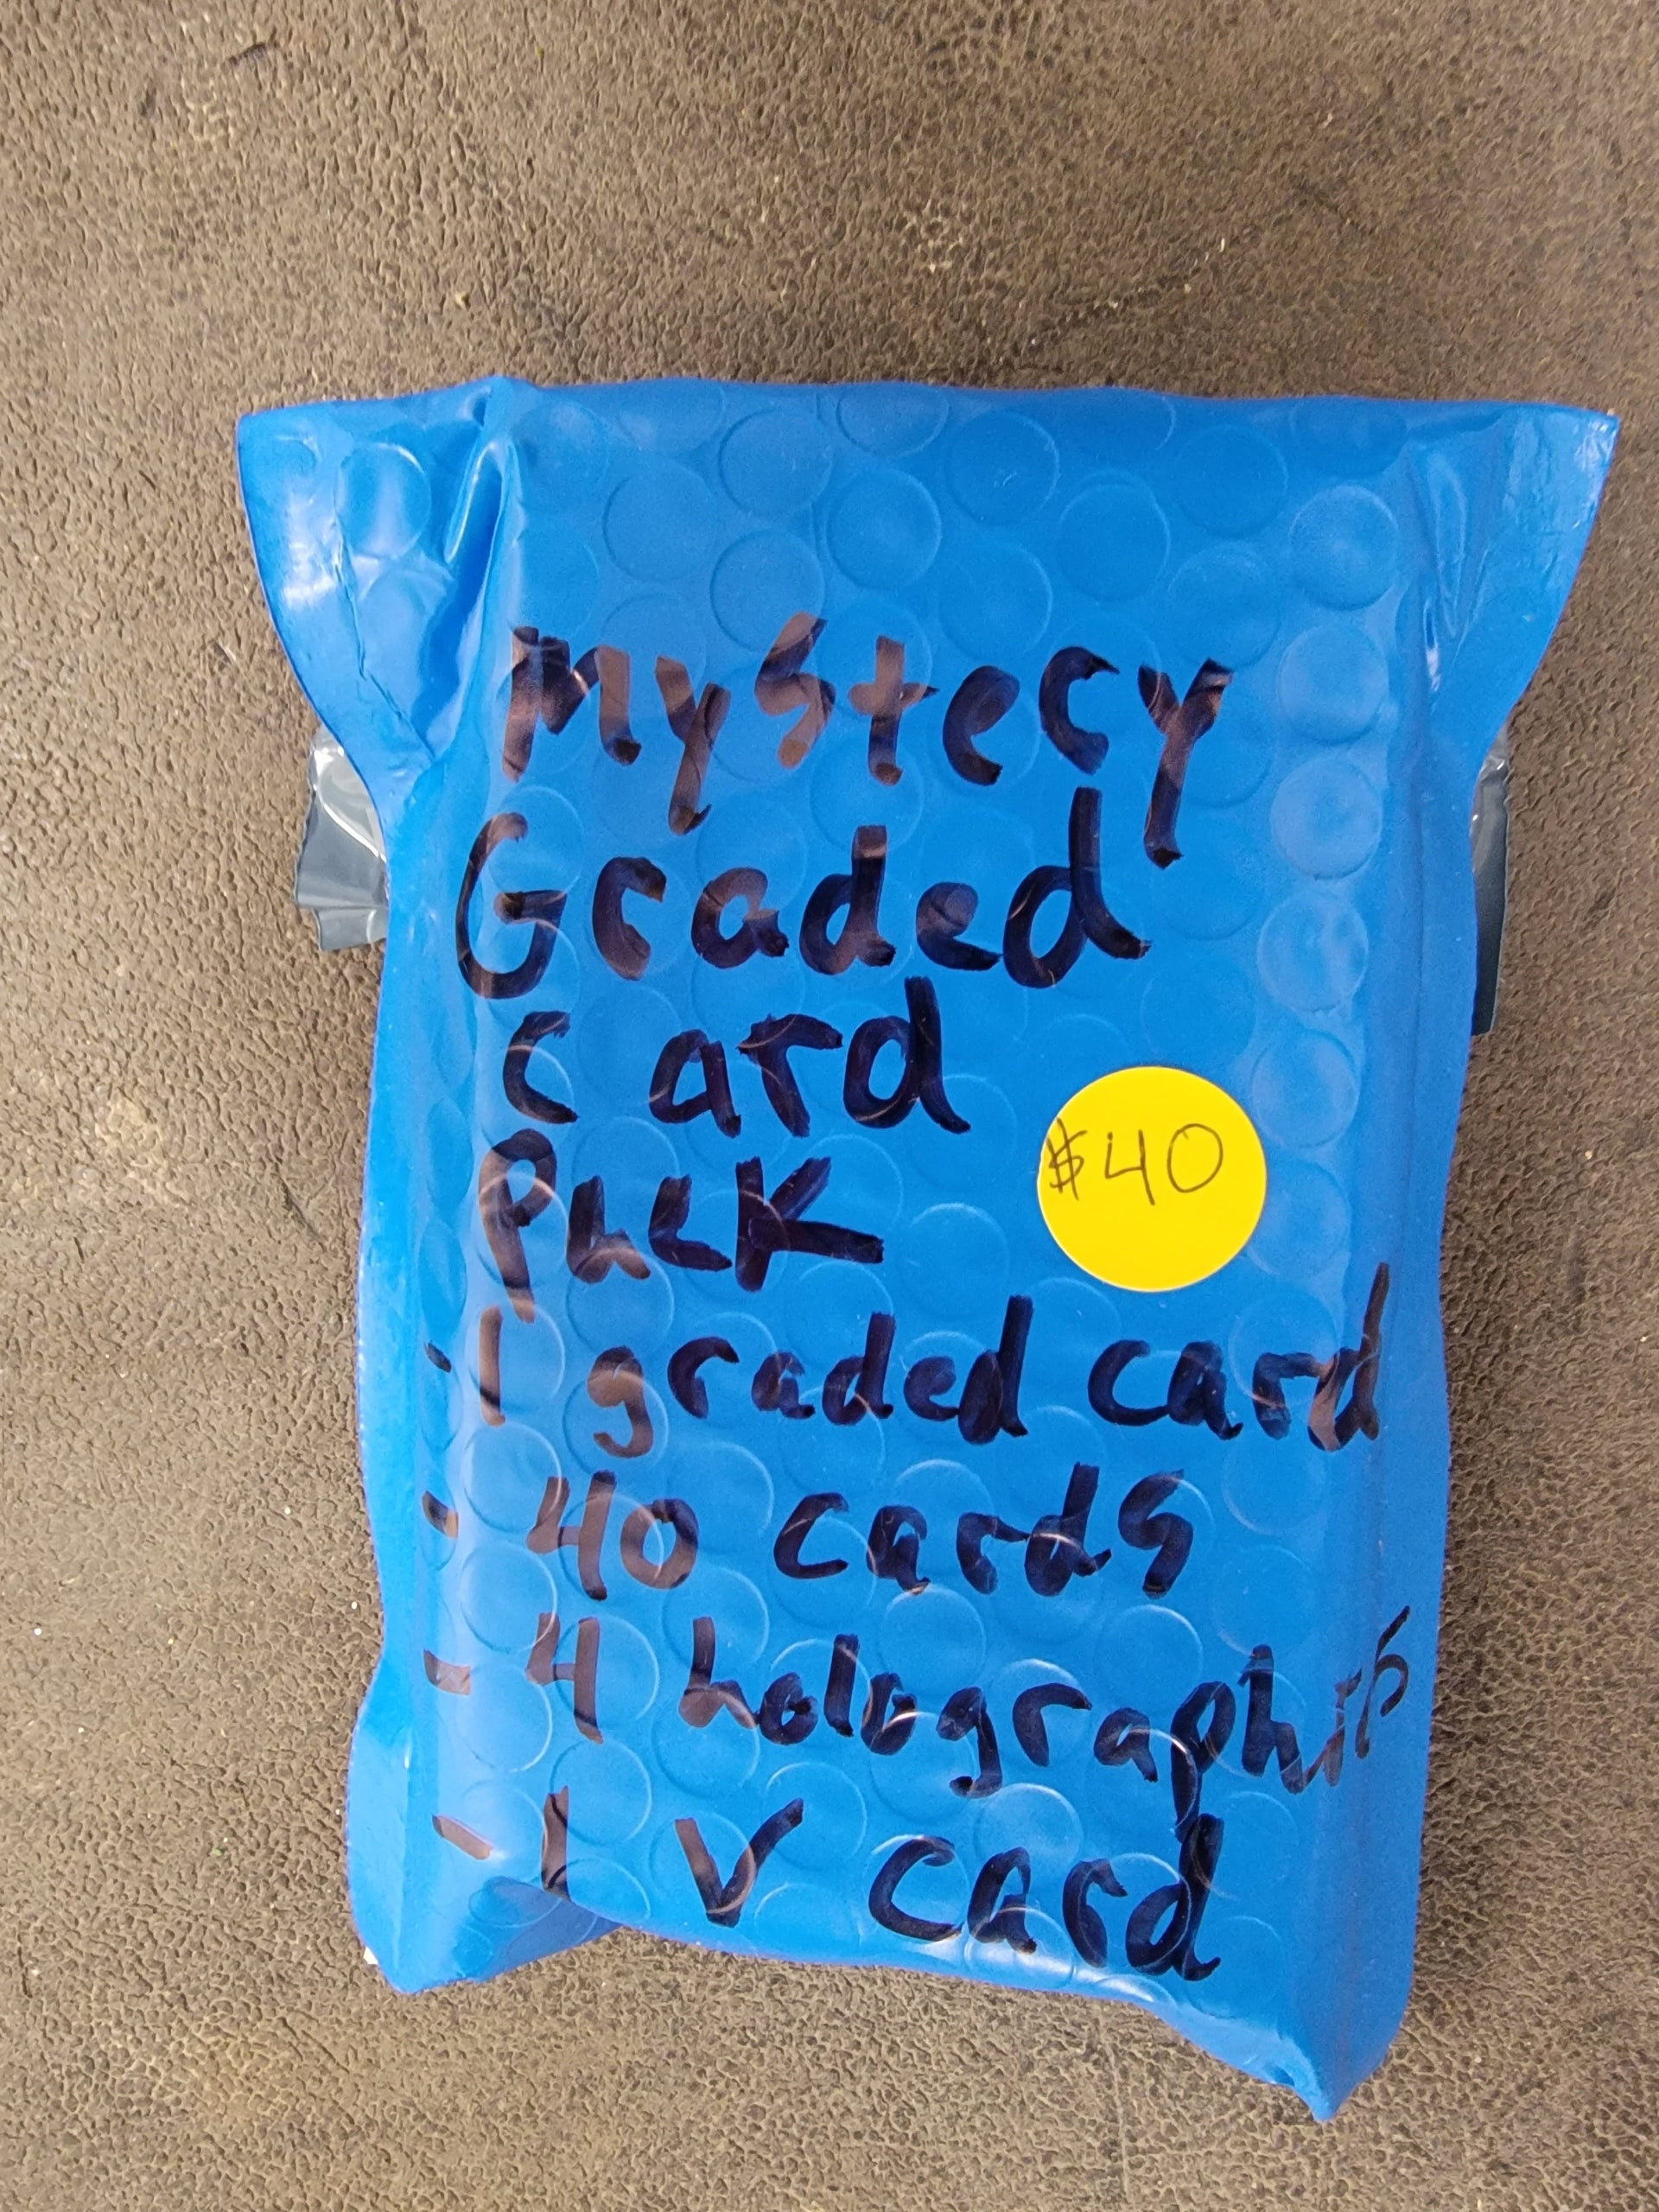 Mystery
Graded
Card
Pack
$40
- 1 graded card
- 40 cards
- 4 holographics
- 1 V card